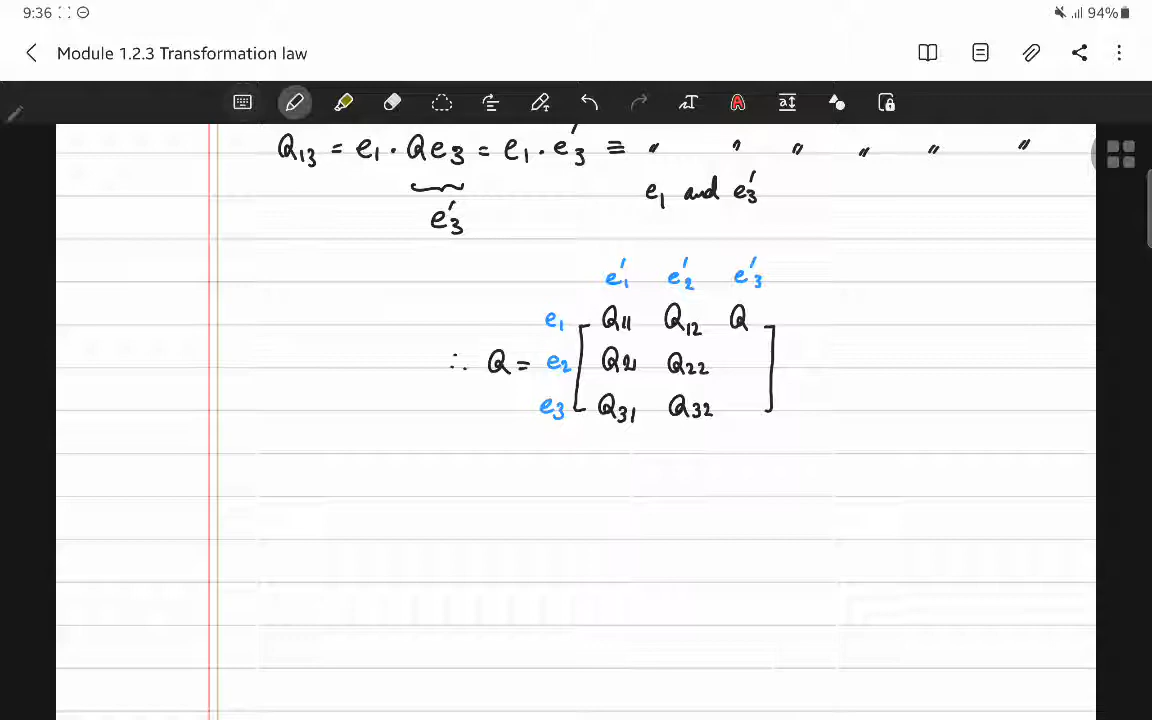 9:36 94%
Module 1.2.3 Transformation law
Q₁₃ = e₁ · Qe₃ = e₁ · e₃′ ≡〃 〃 〃 〃 〃 〃
e₁ and e₃′
e₃′
e₁′ e₂′ e₃′
e₁ Q₁₁ Q₁₂ Q
∴ Q = e₂ Q₂₁ Q₂₂
e₃ Q₃₁ Q₃₂